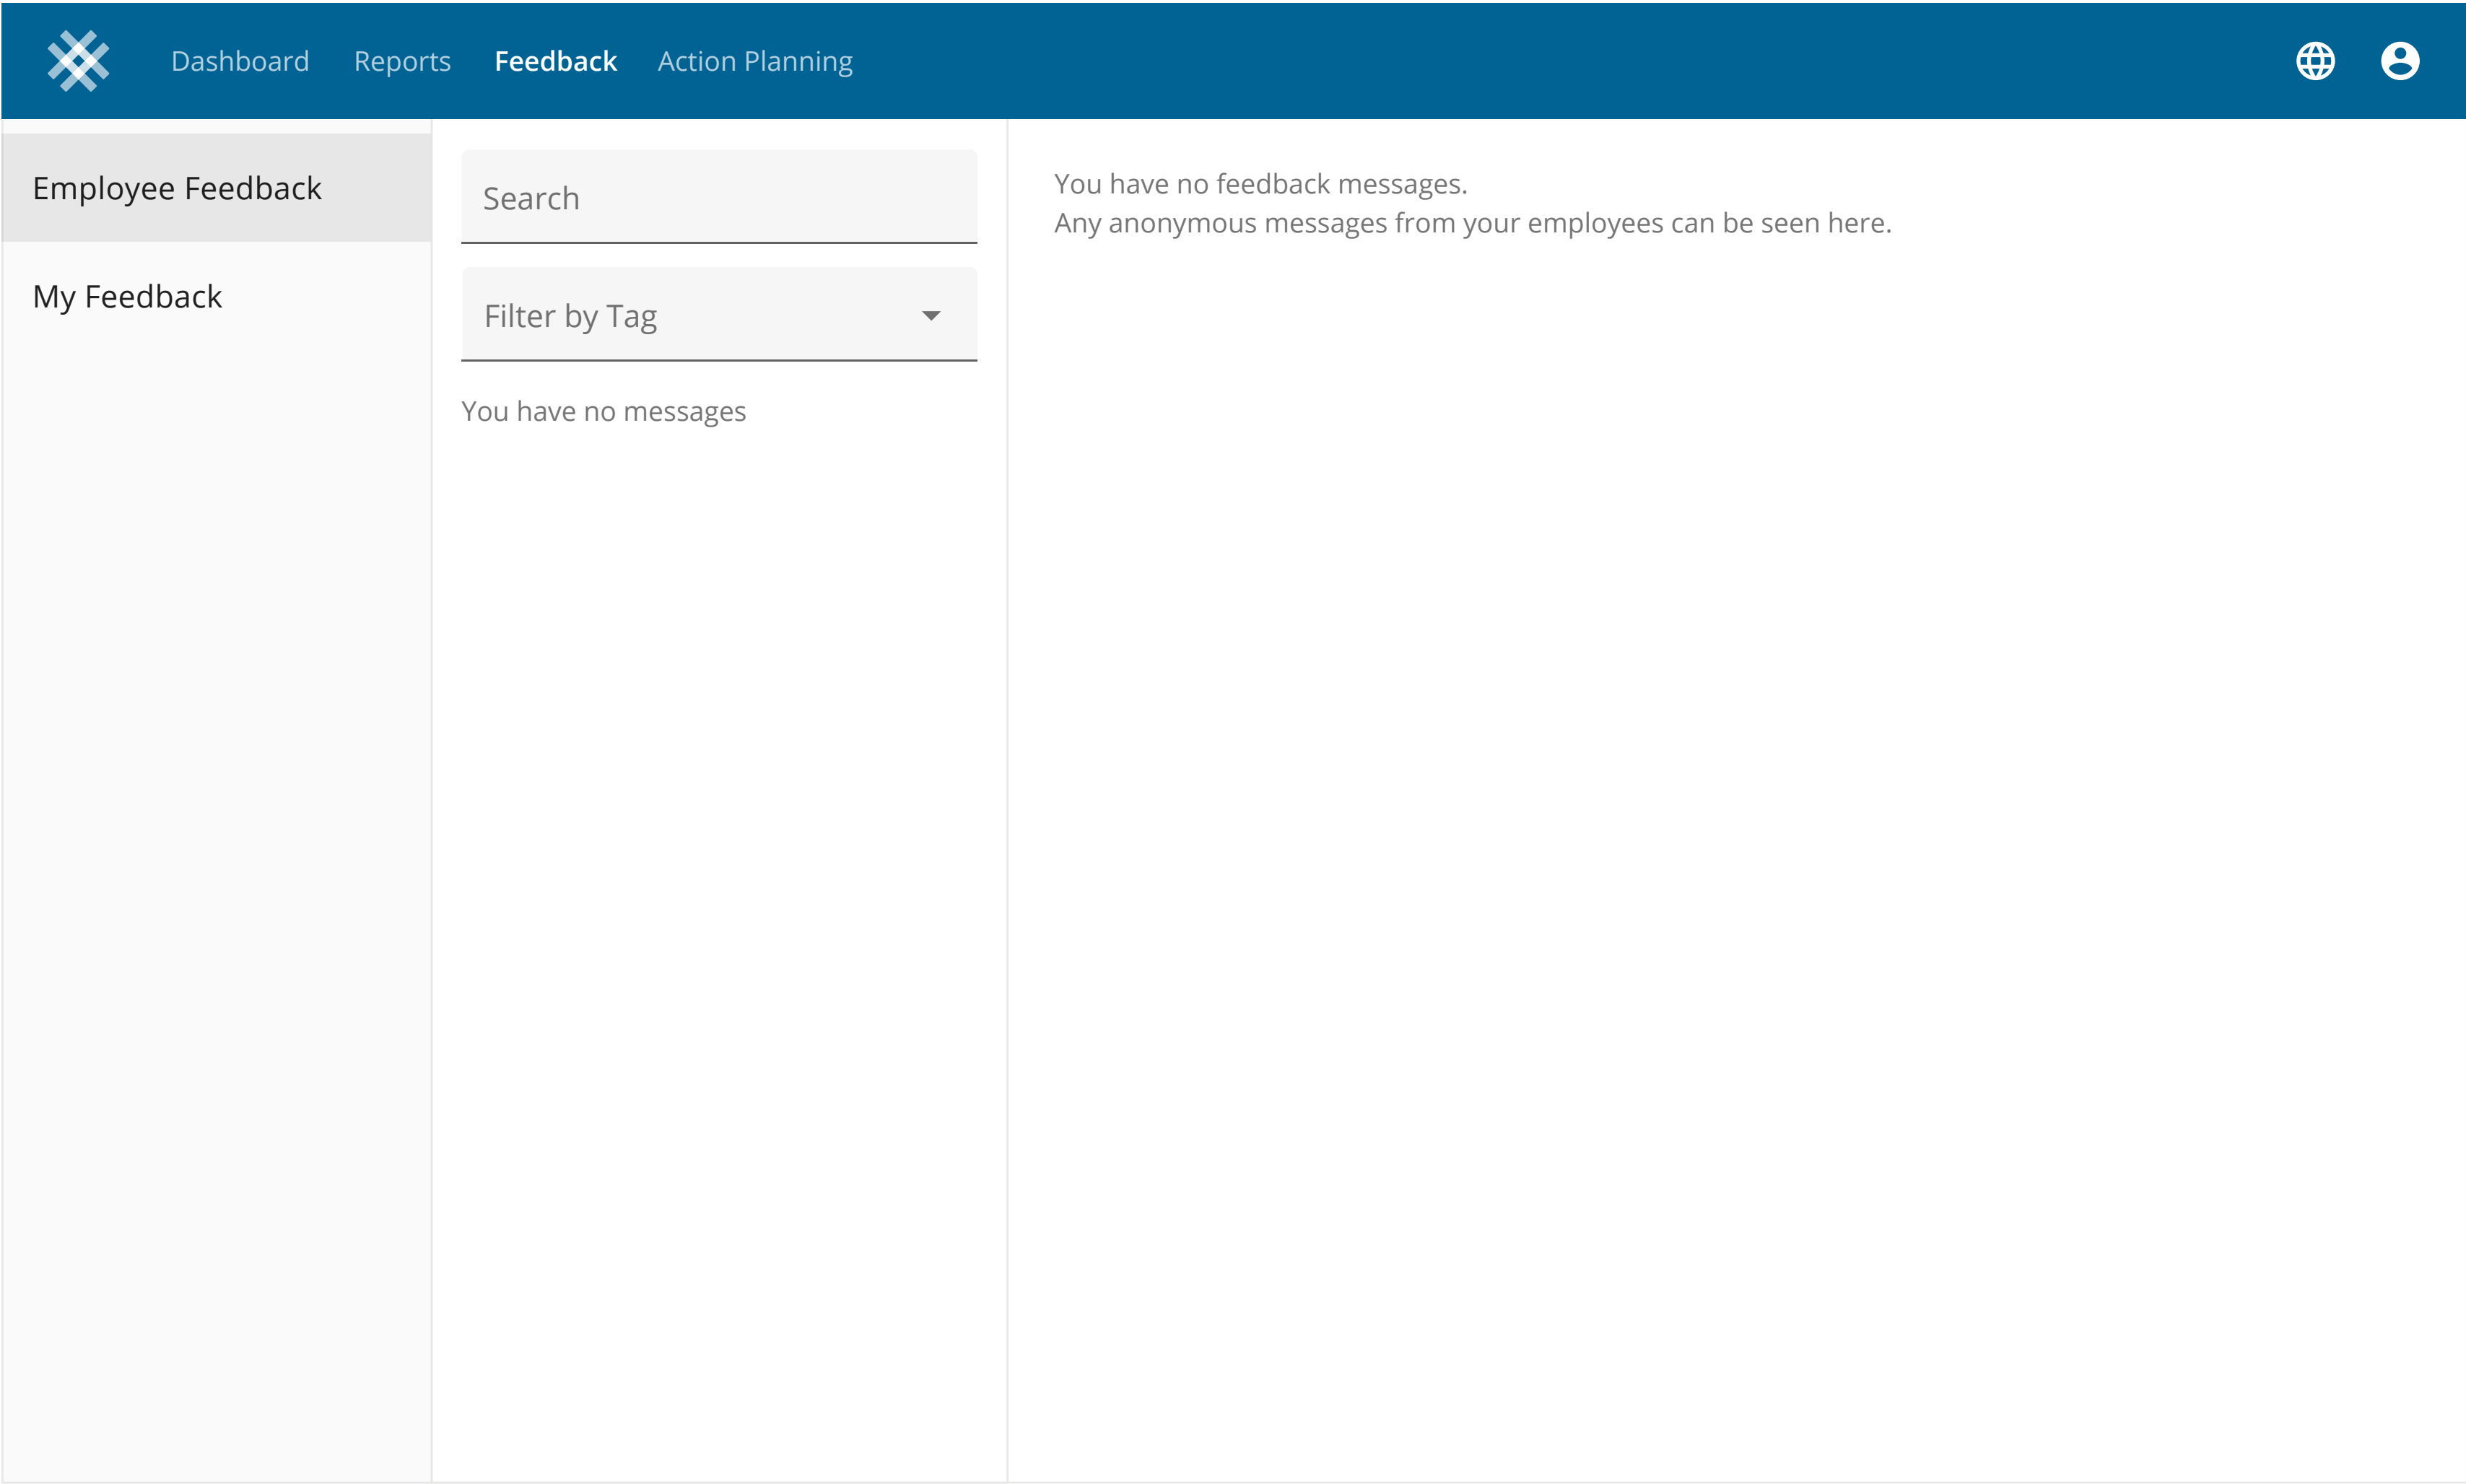 Dashboard Reports Feedback Action Planning
Employee Feedback
My Feedback
Search
Filter by Tag
You have no messages
You have no feedback messages.
Any anonymous messages from your employees can be seen here.